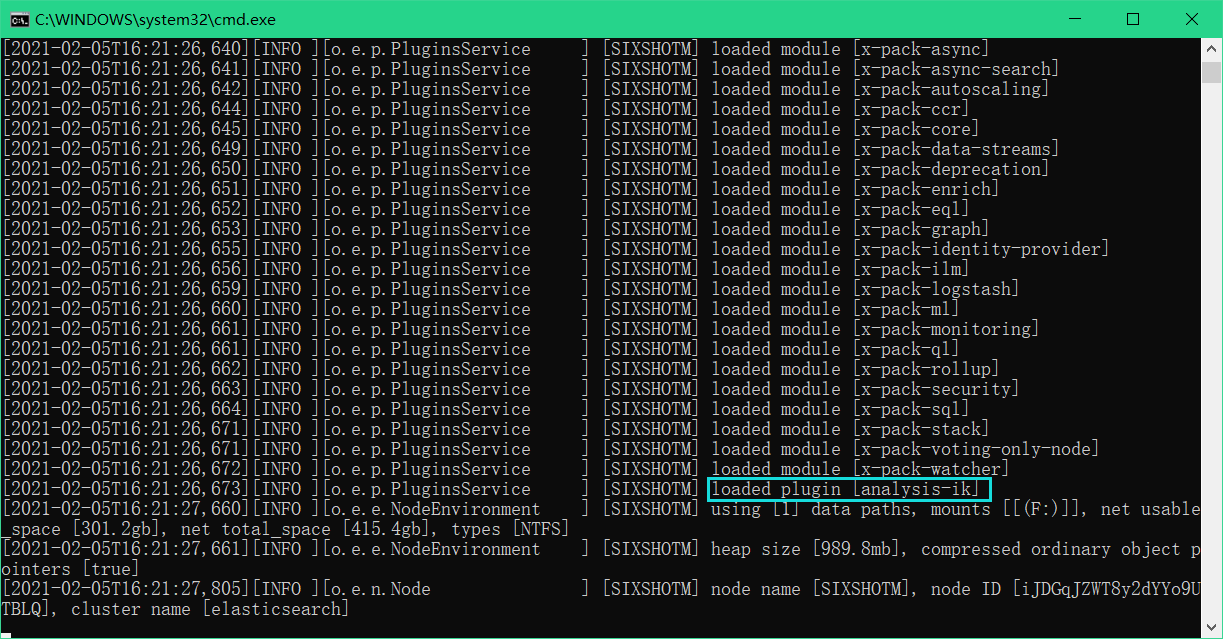 C:\WINDOWS\system32\cmd.exe
[2021-02-05T16:21:26,640][INFO ][o.e.p.PluginsService     ] [SIXSHOTM] loaded module [x-pack-async]
[2021-02-05T16:21:26,641][INFO ][o.e.p.PluginsService     ] [SIXSHOTM] loaded module [x-pack-async-search]
[2021-02-05T16:21:26,642][INFO ][o.e.p.PluginsService     ] [SIXSHOTM] loaded module [x-pack-autoscaling]
[2021-02-05T16:21:26,644][INFO ][o.e.p.PluginsService     ] [SIXSHOTM] loaded module [x-pack-ccr]
[2021-02-05T16:21:26,645][INFO ][o.e.p.PluginsService     ] [SIXSHOTM] loaded module [x-pack-core]
[2021-02-05T16:21:26,649][INFO ][o.e.p.PluginsService     ] [SIXSHOTM] loaded module [x-pack-data-streams]
[2021-02-05T16:21:26,650][INFO ][o.e.p.PluginsService     ] [SIXSHOTM] loaded module [x-pack-deprecation]
[2021-02-05T16:21:26,651][INFO ][o.e.p.PluginsService     ] [SIXSHOTM] loaded module [x-pack-enrich]
[2021-02-05T16:21:26,652][INFO ][o.e.p.PluginsService     ] [SIXSHOTM] loaded module [x-pack-eql]
[2021-02-05T16:21:26,653][INFO ][o.e.p.PluginsService     ] [SIXSHOTM] loaded module [x-pack-graph]
[2021-02-05T16:21:26,655][INFO ][o.e.p.PluginsService     ] [SIXSHOTM] loaded module [x-pack-identity-provider]
[2021-02-05T16:21:26,656][INFO ][o.e.p.PluginsService     ] [SIXSHOTM] loaded module [x-pack-ilm]
[2021-02-05T16:21:26,659][INFO ][o.e.p.PluginsService     ] [SIXSHOTM] loaded module [x-pack-logstash]
[2021-02-05T16:21:26,660][INFO ][o.e.p.PluginsService     ] [SIXSHOTM] loaded module [x-pack-ml]
[2021-02-05T16:21:26,661][INFO ][o.e.p.PluginsService     ] [SIXSHOTM] loaded module [x-pack-monitoring]
[2021-02-05T16:21:26,661][INFO ][o.e.p.PluginsService     ] [SIXSHOTM] loaded module [x-pack-ql]
[2021-02-05T16:21:26,662][INFO ][o.e.p.PluginsService     ] [SIXSHOTM] loaded module [x-pack-rollup]
[2021-02-05T16:21:26,663][INFO ][o.e.p.PluginsService     ] [SIXSHOTM] loaded module [x-pack-security]
[2021-02-05T16:21:26,664][INFO ][o.e.p.PluginsService     ] [SIXSHOTM] loaded module [x-pack-sql]
[2021-02-05T16:21:26,671][INFO ][o.e.p.PluginsService     ] [SIXSHOTM] loaded module [x-pack-stack]
[2021-02-05T16:21:26,671][INFO ][o.e.p.PluginsService     ] [SIXSHOTM] loaded module [x-pack-voting-only-node]
[2021-02-05T16:21:26,672][INFO ][o.e.p.PluginsService     ] [SIXSHOTM] loaded module [x-pack-watcher]
[2021-02-05T16:21:26,673][INFO ][o.e.p.PluginsService     ] [SIXSHOTM] loaded plugin [analysis-ik]
[2021-02-05T16:21:27,660][INFO ][o.e.e.NodeEnvironment    ] [SIXSHOTM] using [1] data paths, mounts [[(F:)]], net usable
_space [301.2gb], net total_space [415.4gb], types [NTFS]
[2021-02-05T16:21:27,661][INFO ][o.e.e.NodeEnvironment    ] [SIXSHOTM] heap size [989.8mb], compressed ordinary object p
ointers [true]
[2021-02-05T16:21:27,805][INFO ][o.e.n.Node               ] [SIXSHOTM] node name [SIXSHOTM], node ID [iJDGqJZWT8y2dYYo9U
TBLQ], cluster name [elasticsearch]